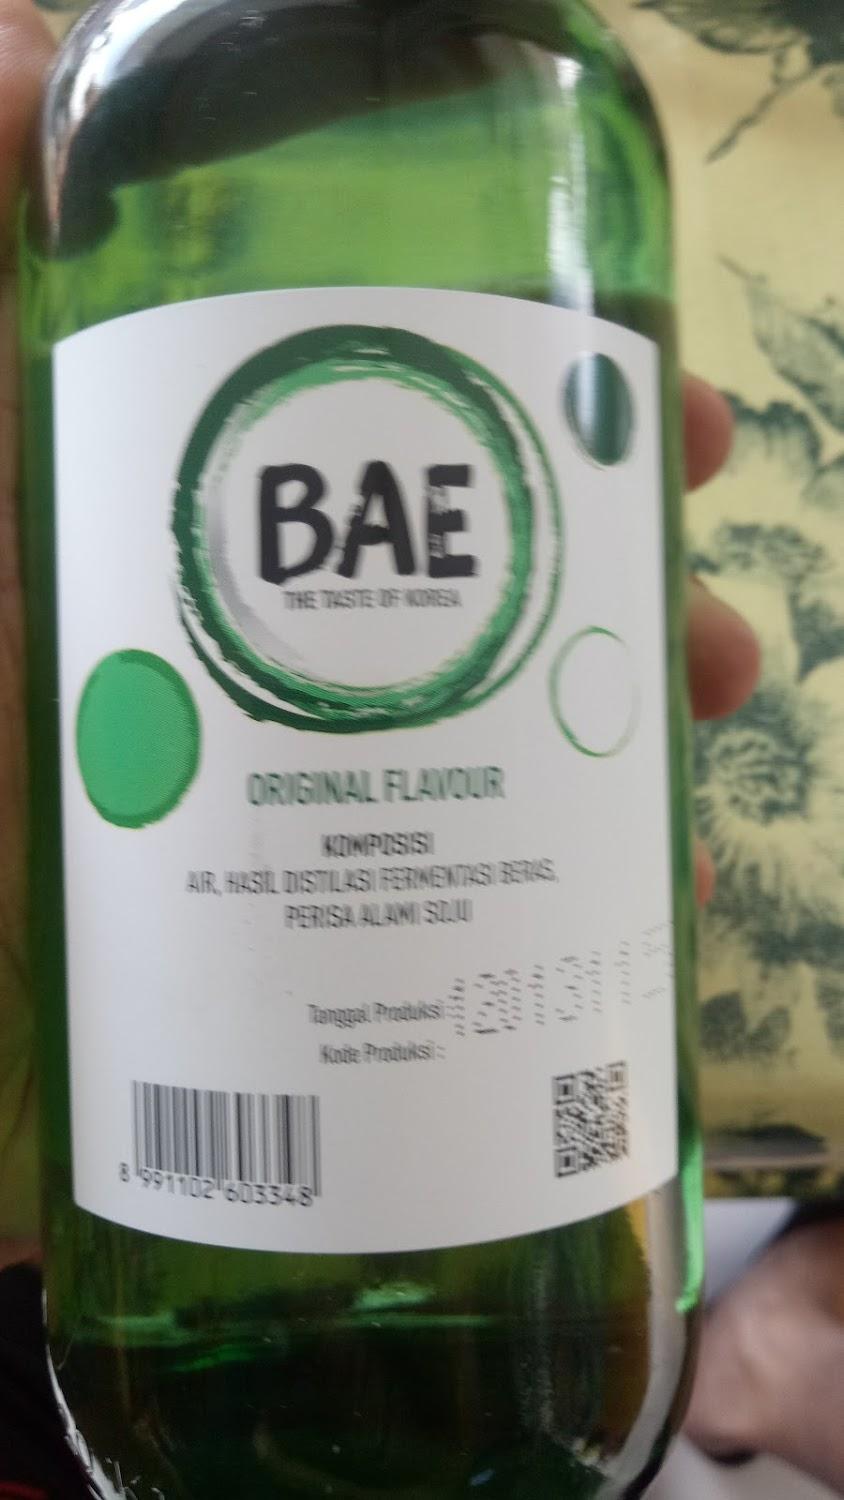 BAE
THE TASTE OF KOREA
ORIGINAL FLAVOUR
KOMPOSISI
AIR, HASIL DISTILASI FERMENTASI BERAS,
PERISA ALAMI SOJU
Tanggal Produksi
Kode Produksi :
8 991102 603348